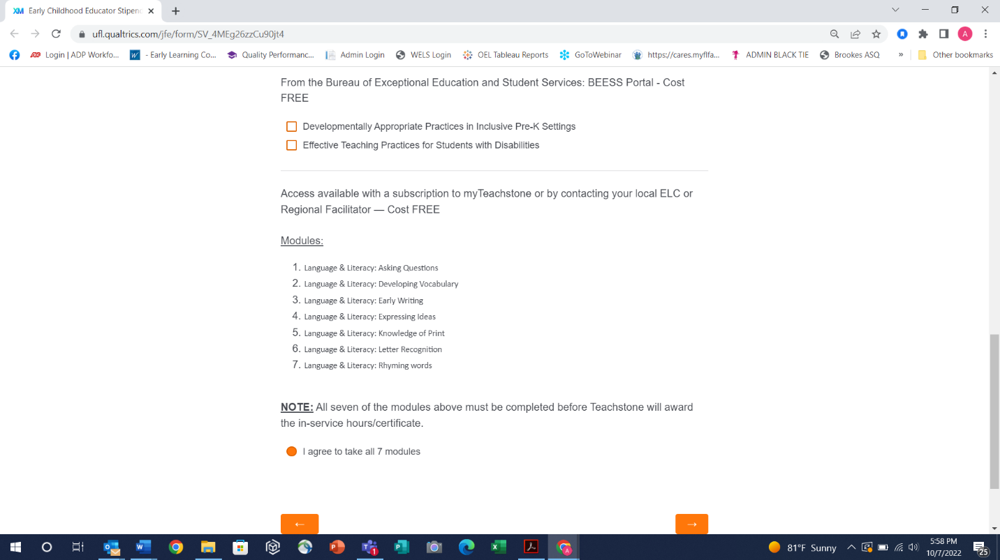 XM Early Childhood Educator Stipend
ufl.qualtrics.com/jfe/form/SV_4MEg26zzCu90jt4
A
ADP Login | ADP Workfo...
W - Early Learning Co...
Quality Performanc...
Admin Login
WELS Login
OEL Tableau Reports
GoToWebinar
https://cares.myflfa...
ADMIN BLACK TIE
Brookes ASQ
»
Other bookmarks
From the Bureau of Exceptional Education and Student Services: BEESS Portal - Cost
FREE
Developmentally Appropriate Practices in Inclusive Pre-K Settings
Effective Teaching Practices for Students with Disabilities
Access available with a subscription to myTeachstone or by contacting your local ELC or
Regional Facilitator — Cost FREE
Modules:
1. Language & Literacy: Asking Questions
2. Language & Literacy: Developing Vocabulary
3. Language & Literacy: Early Writing
4. Language & Literacy: Expressing Ideas
5. Language & Literacy: Knowledge of Print
6. Language & Literacy: Letter Recognition
7. Language & Literacy: Rhyming words
NOTE: All seven of the modules above must be completed before Teachstone will award
the in-service hours/certificate.
I agree to take all 7 modules
←
→
81°F Sunny
5:58 PM
10/7/2022
25